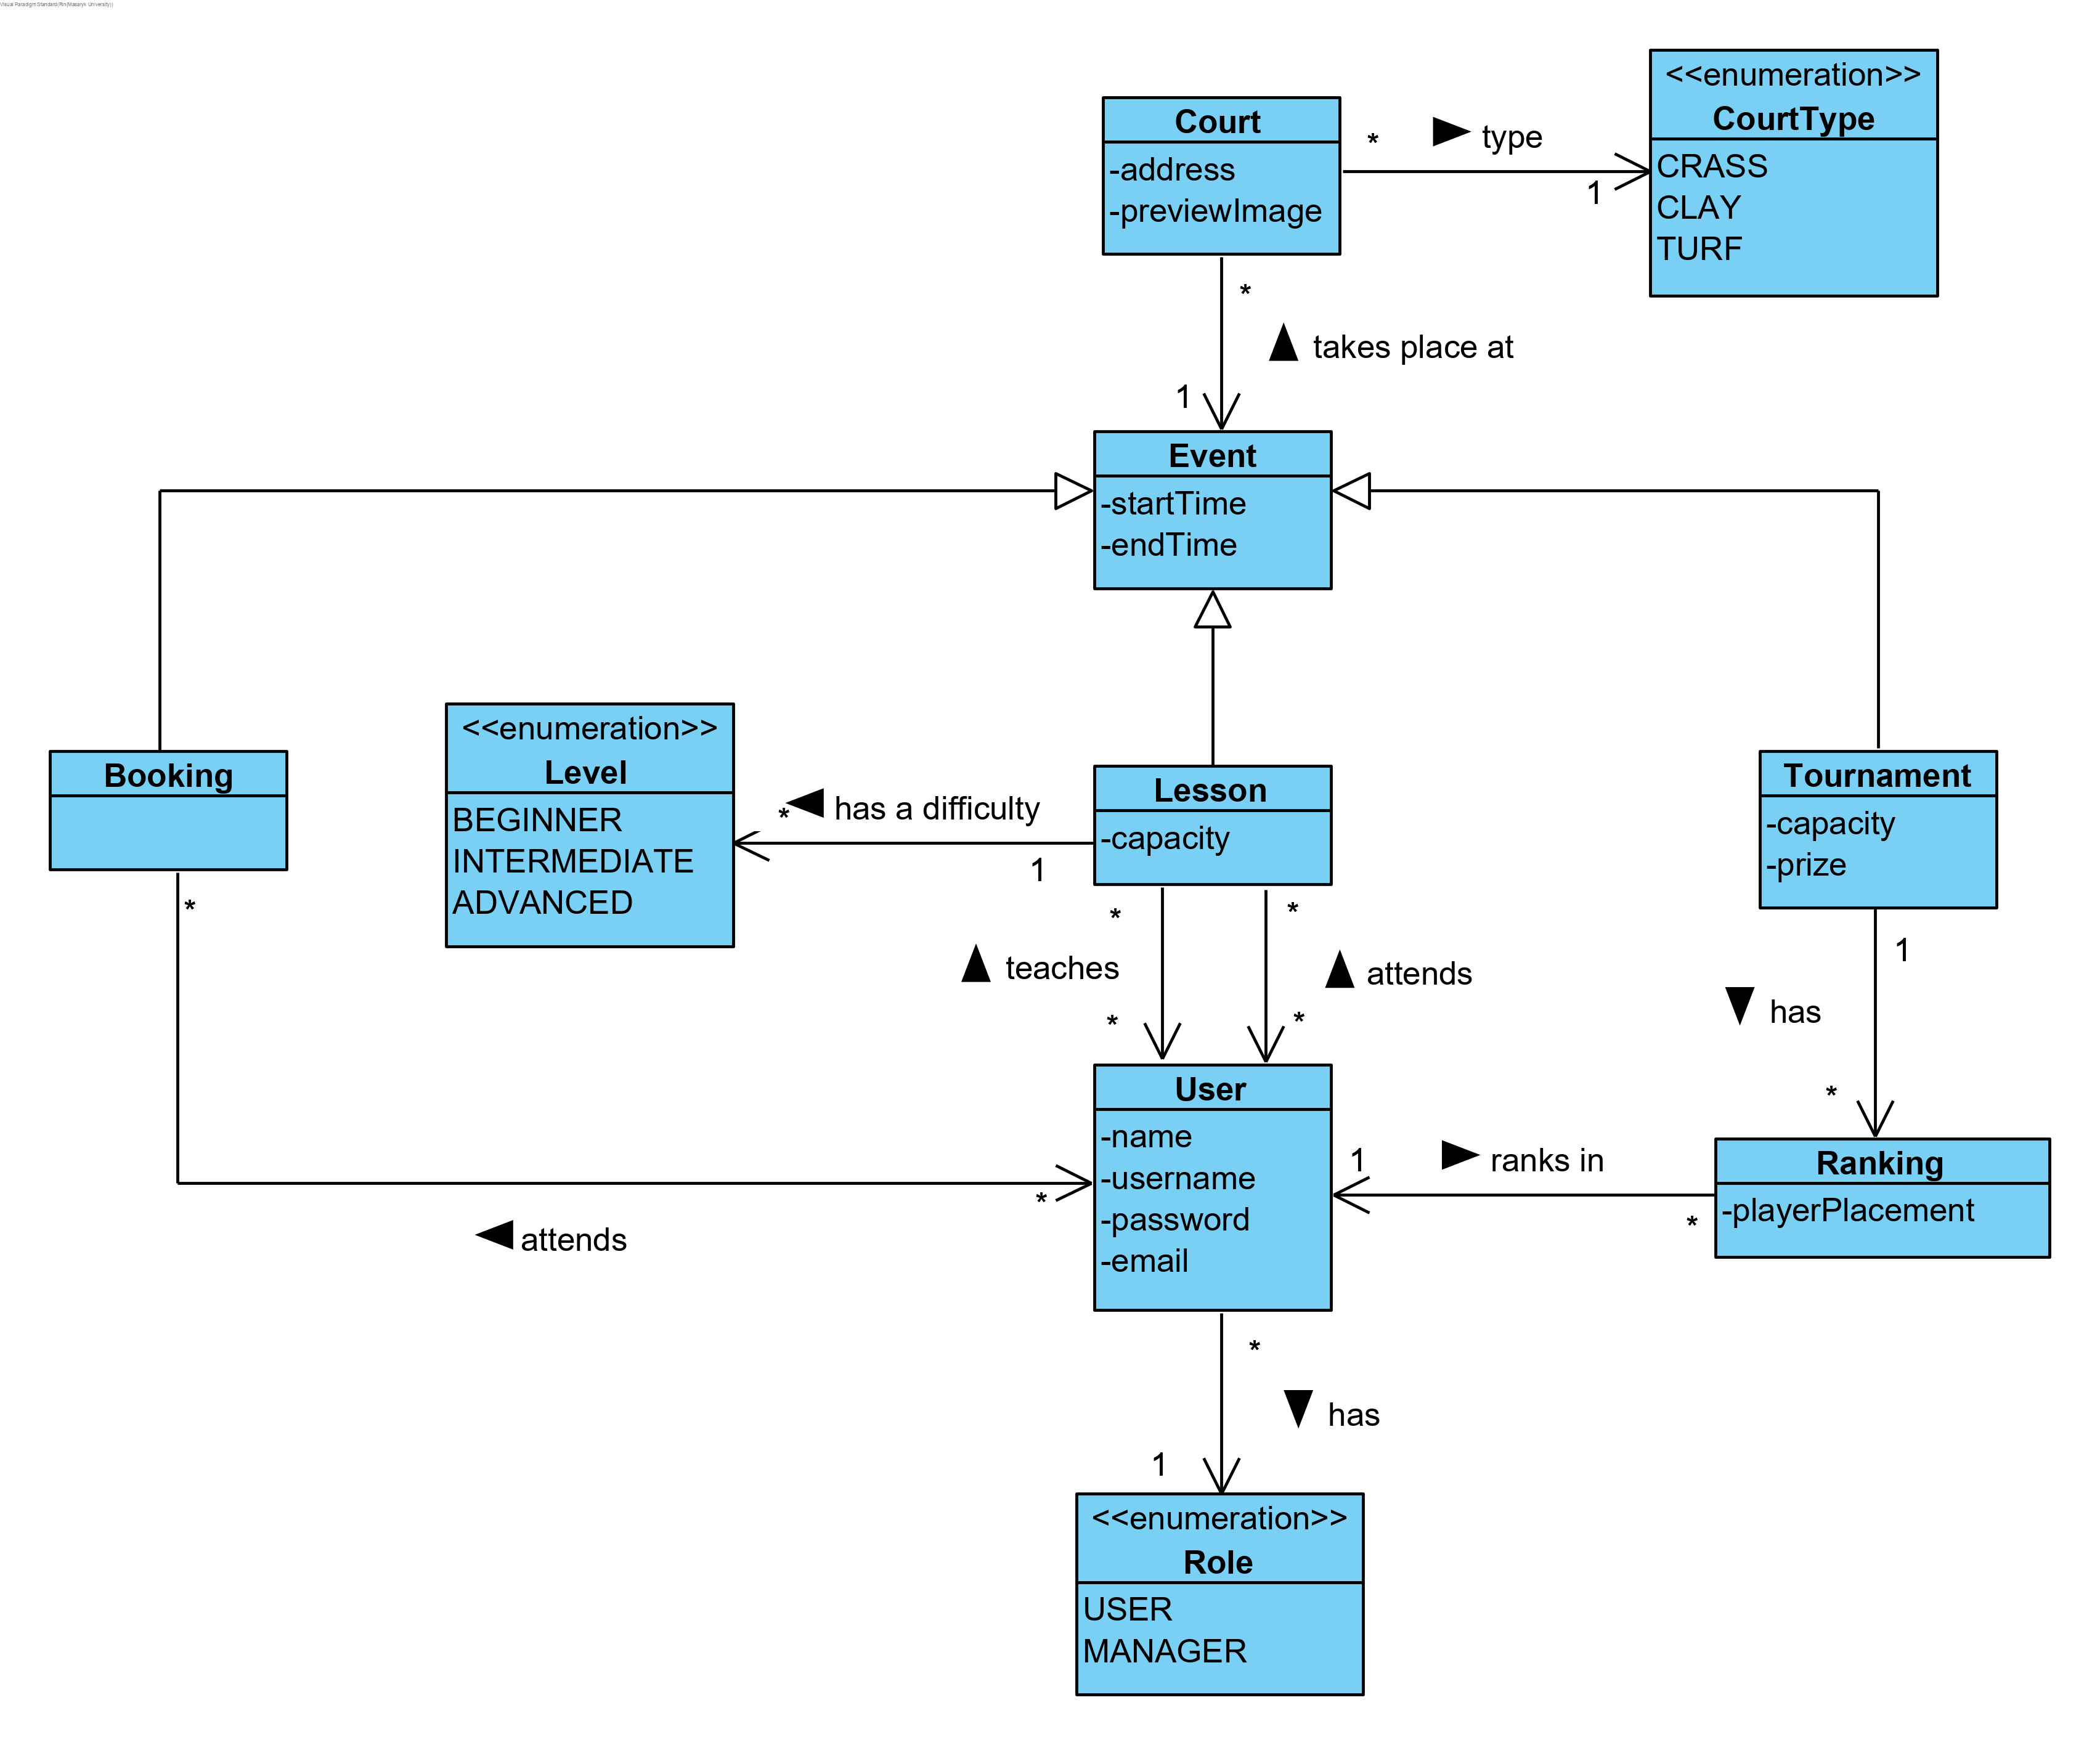 Visual Paradigm Standard(Rin(Masaryk University))
<<enumeration>>
CourtType
CRASS
CLAY
TURF
Court
-address
-previewImage
* type
1
*
takes place at
1
Event
-startTime
-endTime
<<enumeration>>
Level
BEGINNER
INTERMEDIATE
ADVANCED
Booking
Lesson
-capacity
Tournament
-capacity
-prize
* has a difficulty
1
*
* *
1
teaches
attends
has
* *
*
User
-name
-username
-password
-email
1 ranks in
*
Ranking
-playerPlacement
*
attends
*
has
1
<<enumeration>>
Role
USER
MANAGER